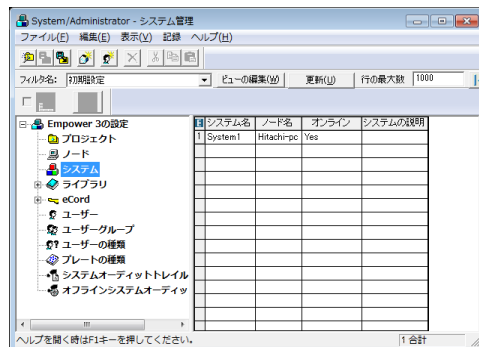 System/Administrator - システム管理
ファイル(F) 編集(E) 表示(V) 記録 ヘルプ(H)
フィルタ名: 初期設定 ビューの編集(W) 更新(U) 行の最大数 1000
Empower 3の設定
プロジェクト
ノード
システム
ライブラリ
eCord
ユーザー
ユーザーグループ
ユーザーの種類
プレートの種類
システムオーディットトレイル
オフラインシステムオーディッ
システム名 ノード名 オンライン システムの説明
1 System1 Hitachi-pc Yes
ヘルプを開く時はF1キーを押してください。 1 合計